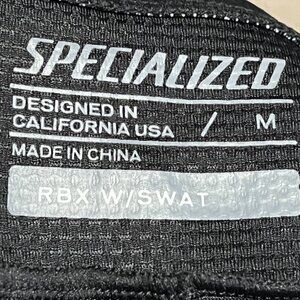 SPECIALIZED
DESIGNED IN
CALIFORNIA USA / M
MADE IN CHINA
RBX W/SWAT